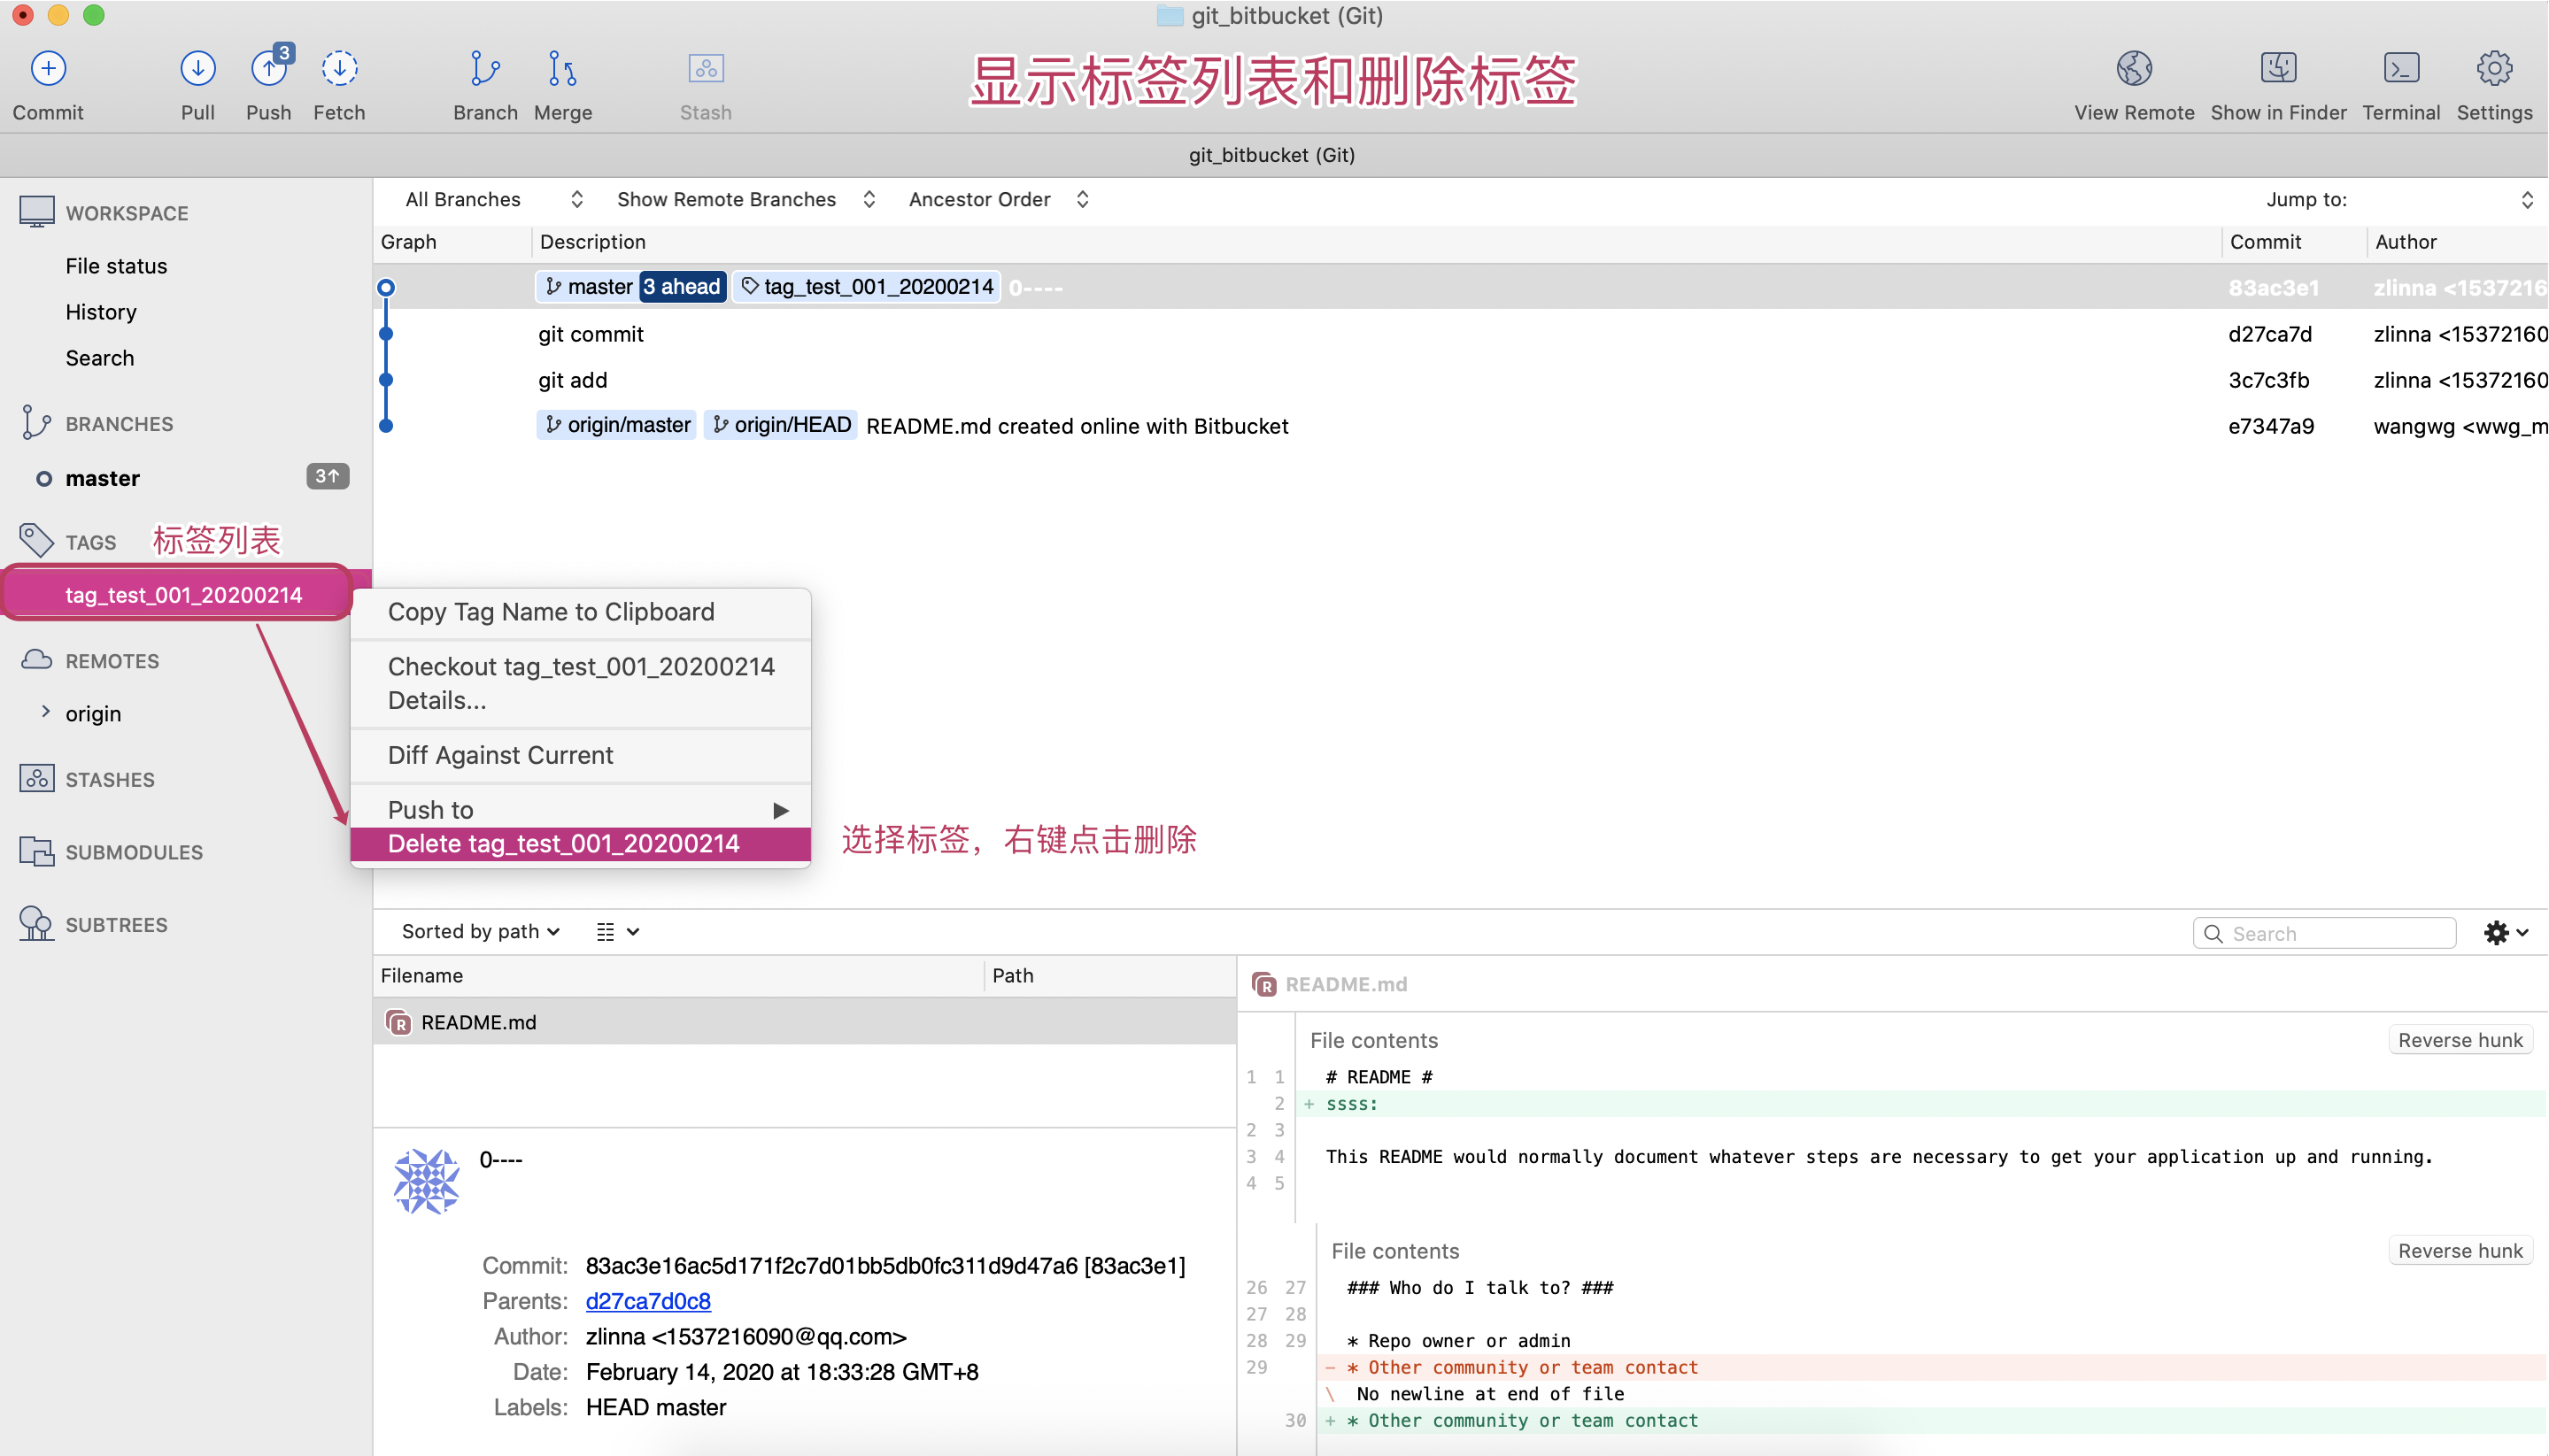 git_bitbucket (Git)
Commit
Pull
3
Push
Fetch
Branch
Merge
Stash
显示标签列表和删除标签
View Remote
Show in Finder
Terminal
Settings
git_bitbucket (Git)
WORKSPACE
File status
History
Search
BRANCHES
master 3↑
TAGS 标签列表
tag_test_001_20200214
REMOTES
origin
STASHES
SUBMODULES
SUBTREES
All Branches Show Remote Branches Ancestor Order Jump to:
Graph Description Commit Author
master 3 ahead tag_test_001_20200214 0---- 83ac3e1 zlinna <1537216
git commit d27ca7d zlinna <15372160
git add 3c7c3fb zlinna <15372160
origin/master origin/HEAD README.md created online with Bitbucket e7347a9 wangwg <wwg_m
Copy Tag Name to Clipboard
Checkout tag_test_001_20200214
Details...
Diff Against Current
Push to
Delete tag_test_001_20200214
选择标签，右键点击删除
Sorted by path Search
Filename Path
README.md
0----
Commit: 83ac3e16ac5d171f2c7d01bb5db0fc311d9d47a6 [83ac3e1]
Parents: d27ca7d0c8
Author: zlinna <1537216090@qq.com>
Date: February 14, 2020 at 18:33:28 GMT+8
Labels: HEAD master
README.md
File contents Reverse hunk
1 1 # README #
2 + ssss:
2 3
3 4 This README would normally document whatever steps are necessary to get your application up and running.
4 5
File contents Reverse hunk
26 27 ### Who do I talk to? ###
27 28
28 29 * Repo owner or admin
29 - * Other community or team contact
\ No newline at end of file
30 + * Other community or team contact